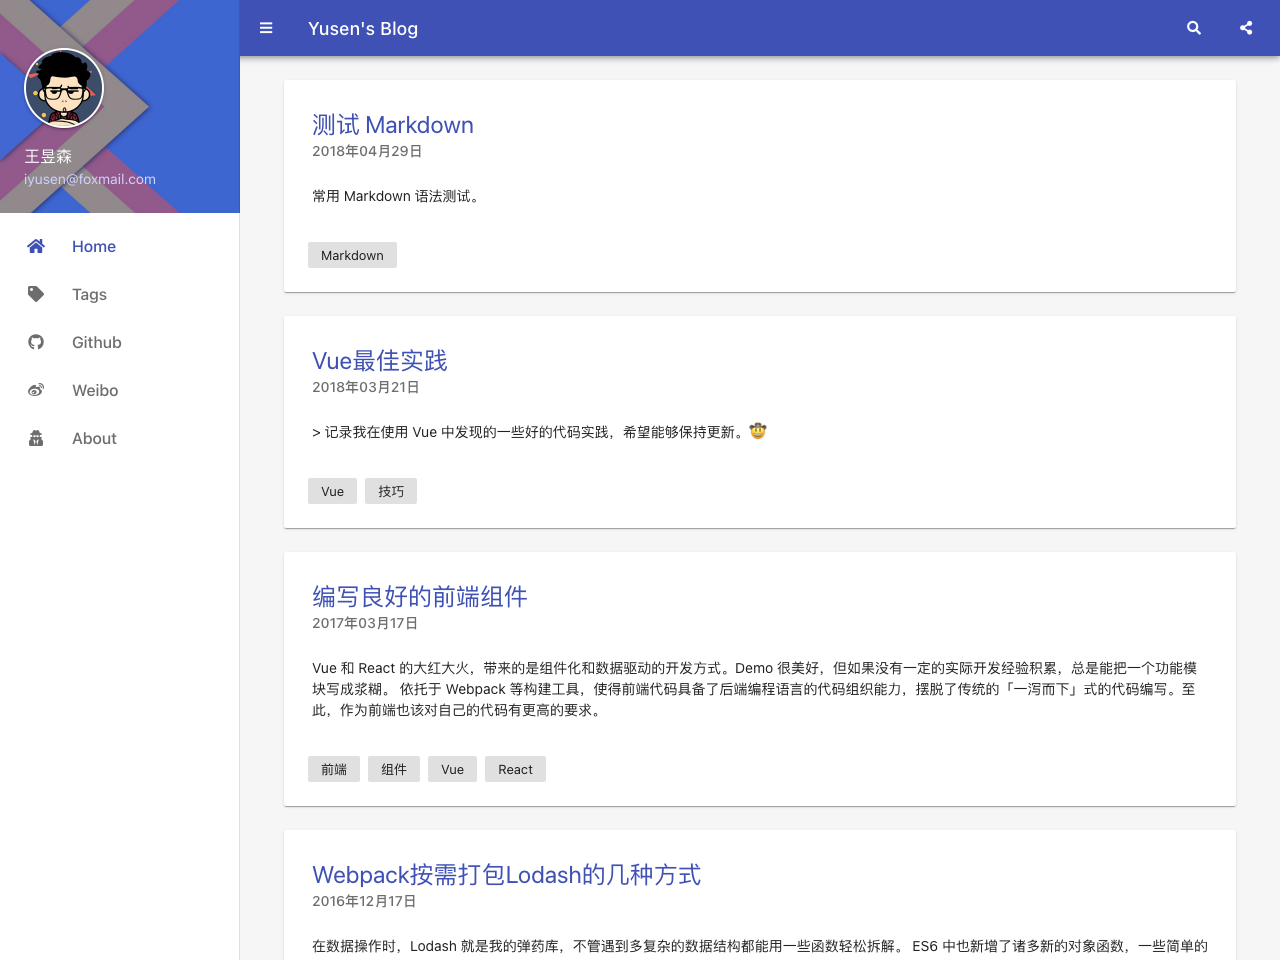 王昱森
iyusen@foxmail.com
Home
Tags
Github
Weibo
About
Yusen's Blog
测试 Markdown
2018年04月29日
常用 Markdown 语法测试。
Markdown
Vue最佳实践
2018年03月21日
> 记录我在使用 Vue 中发现的一些好的代码实践，希望能够保持更新。🤠
Vue 技巧
编写良好的前端组件
2017年03月17日
Vue 和 React 的大红大火，带来的是组件化和数据驱动的开发方式。Demo 很美好，但如果没有一定的实际开发经验积累，总是能把一个功能模
块写成浆糊。 依托于 Webpack 等构建工具，使得前端代码具备了后端编程语言的代码组织能力，摆脱了传统的「一泻而下」式的代码编写。至
此，作为前端也该对自己的代码有更高的要求。
前端 组件 Vue React
Webpack按需打包Lodash的几种方式
2016年12月17日
在数据操作时，Lodash 就是我的弹药库，不管遇到多复杂的数据结构都能用一些函数轻松拆解。 ES6 中也新增了诸多新的对象函数，一些简单的